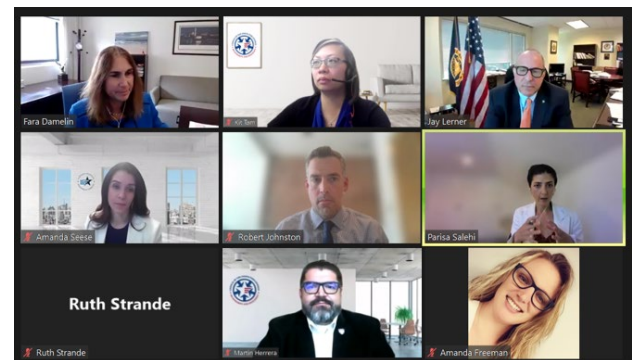 Fara Damelin
Kit Tam
Jay Lerner
Amanda Seese
Robert Johnston
Parisa Salehi
Ruth Strande
Ruth Strande
Martin Herrera
Amanda Freeman